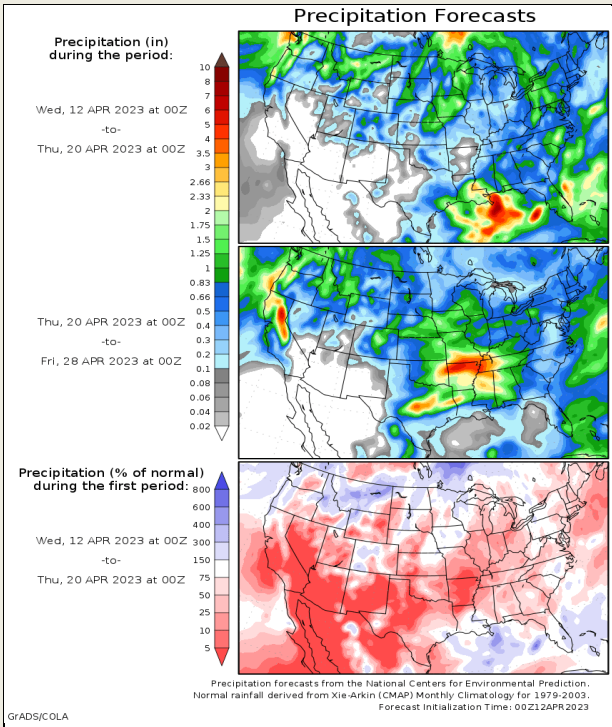 Precipitation Forecasts
Precipitation (in)
during the period:
Wed, 12 APR 2023 at 00Z
-to-
Thu, 20 APR 2023 at 00Z
10
8
7
6
5
4
3.5
3
2.66
2.33
2
1.75
1.5
1.25
1
0.83
0.66
0.5
0.4
0.3
0.2
0.1
0.08
0.06
0.04
0.02
Thu, 20 APR 2023 at 00Z
-to-
Fri, 28 APR 2023 at 00Z
Precipitation (% of normal)
during the first period:
Wed, 12 APR 2023 at 00Z
-to-
Thu, 20 APR 2023 at 00Z
800
600
400
300
150
75
50
25
10
5
Precipitation forecasts from the National Centers for Environmental Prediction.
Normal rainfall derived from Xie-Arkin (CMAP) Monthly Climatology for 1979-2003.
Forecast Initialization Time: 00Z12APR2023
GrADS/COLA